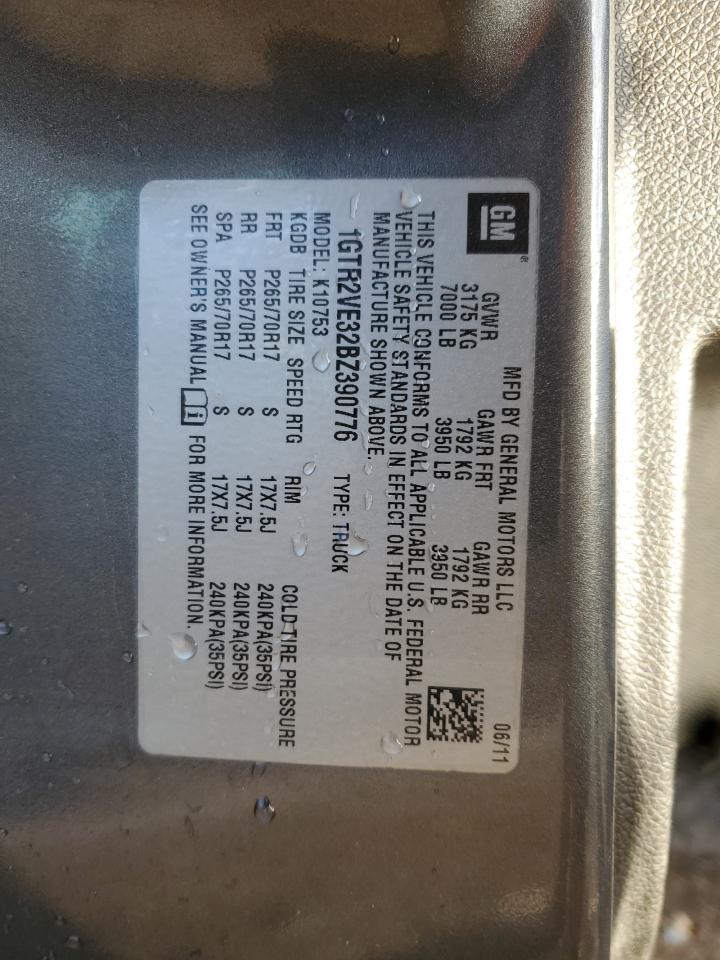 GM®
MFD BY GENERAL MOTORS LLC 06/11
GVWR GAWR FRT GAWR RR
3175 KG 1792 KG 1792 KG
7000 LB 3950 LB 3950 LB
THIS VEHICLE CONFORMS TO ALL APPLICABLE U.S. FEDERAL MOTOR
VEHICLE SAFETY STANDARDS IN EFFECT ON THE DATE OF
MANUFACTURE SHOWN ABOVE.
1GTR2VE32BZ390776 TYPE: TRUCK
MODEL: K10753
KGDB TIRE SIZE SPEED RTG RIM COLD TIRE PRESSURE
FRT P265/70R17 S 17X7.5J 240KPA(35PSI)
RR P265/70R17 S 17X7.5J 240KPA(35PSI)
SPA P265/70R17 S 17X7.5J 240KPA(35PSI)
SEE OWNER'S MANUAL i FOR MORE INFORMATION.